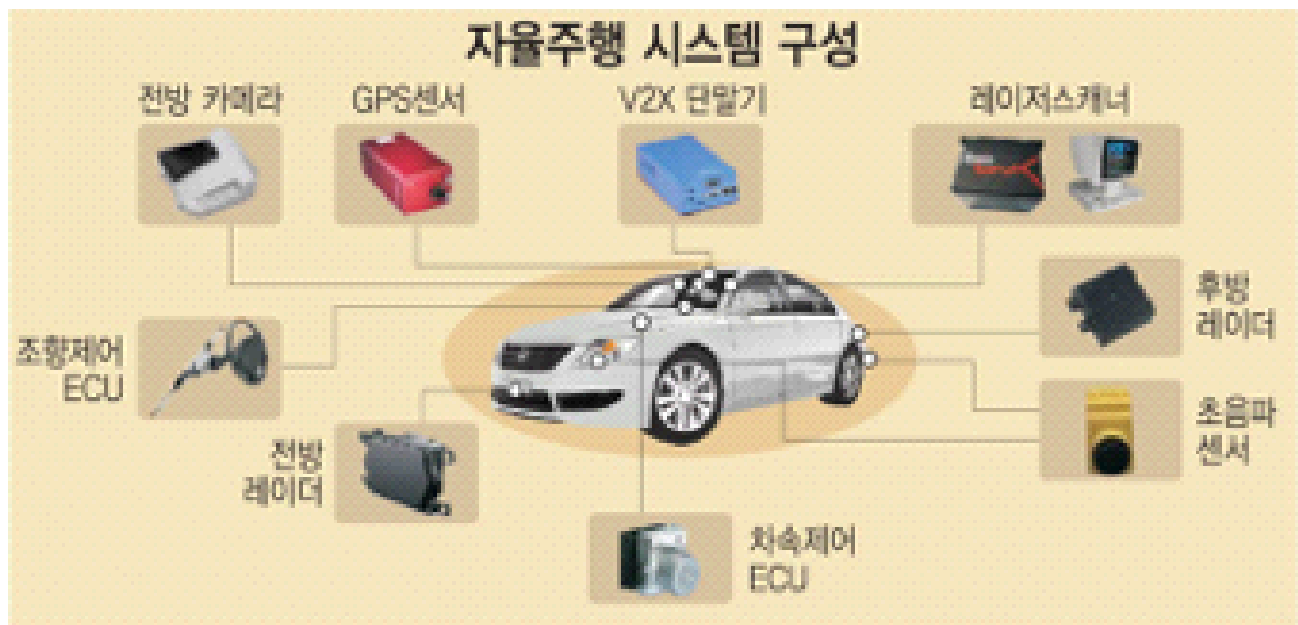 자율주행 시스템 구성
전방 카메라
GPS센서
V2X 단말기
레이저스캐너
후방
레이더
조향제어
ECU
초음파
센서
전방
레이더
차속제어
ECU